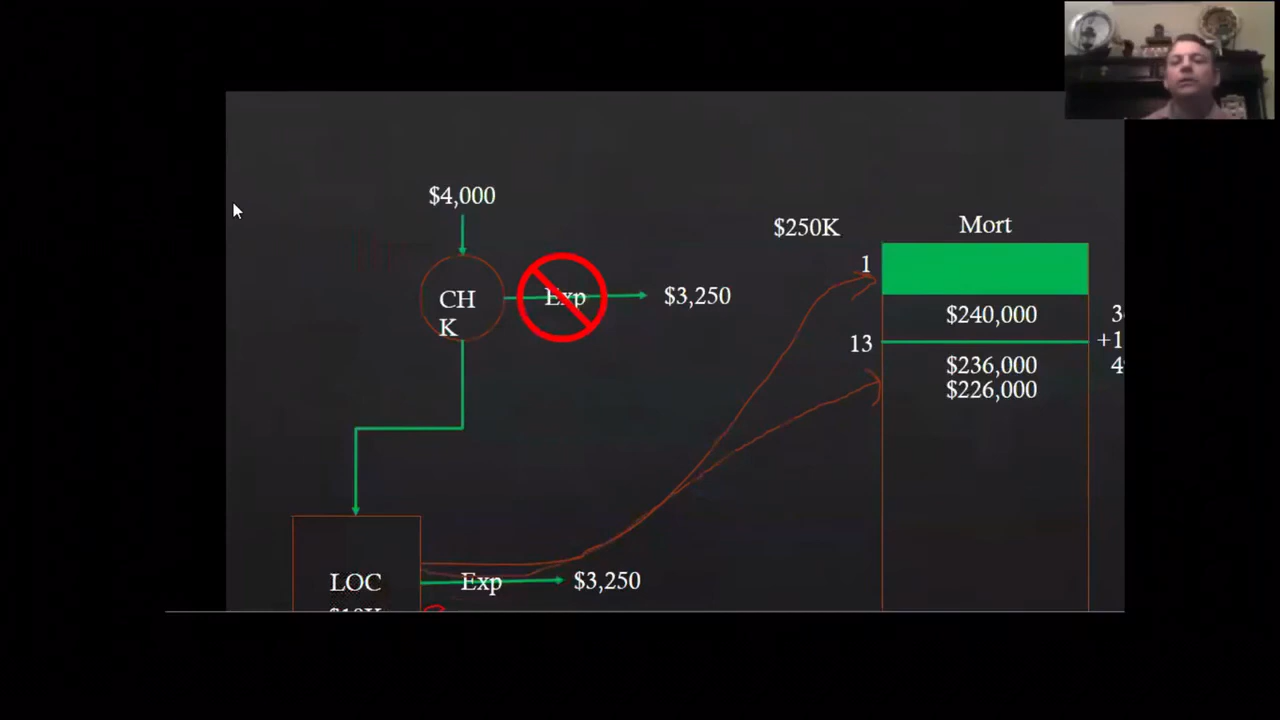 $4,000
CH
K
Exp
$3,250
$250K
Mort
1
$240,000
13
+1
$236,000
$226,000
LOC
Exp
$3,250